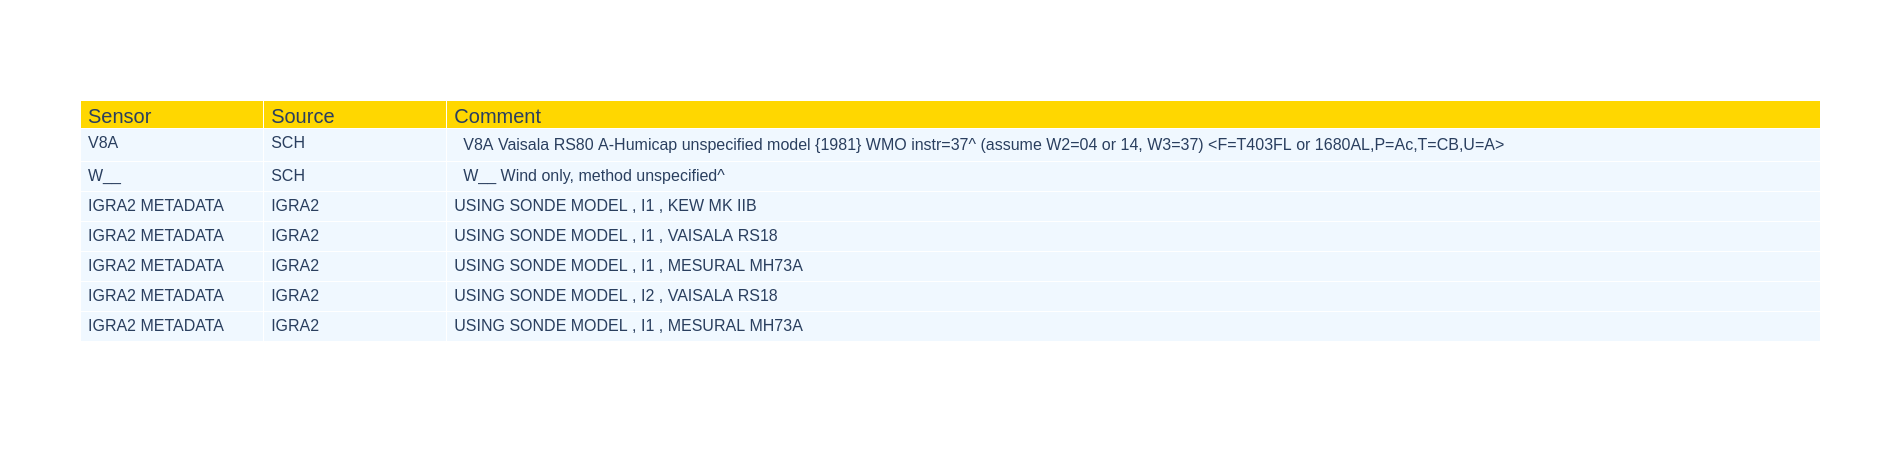 Sensor Source Comment
V8A SCH V8A Vaisala RS80 A-Humicap unspecified model {1981} WMO instr=37^ (assume W2=04 or 14, W3=37) <F=T403FL or 1680AL,P=Ac,T=CB,U=A>
W__ SCH W__ Wind only, method unspecified^
IGRA2 METADATA IGRA2 USING SONDE MODEL , I1 , KEW MK IIB
IGRA2 METADATA IGRA2 USING SONDE MODEL , I1 , VAISALA RS18
IGRA2 METADATA IGRA2 USING SONDE MODEL , I1 , MESURAL MH73A
IGRA2 METADATA IGRA2 USING SONDE MODEL , I2 , VAISALA RS18
IGRA2 METADATA IGRA2 USING SONDE MODEL , I1 , MESURAL MH73A